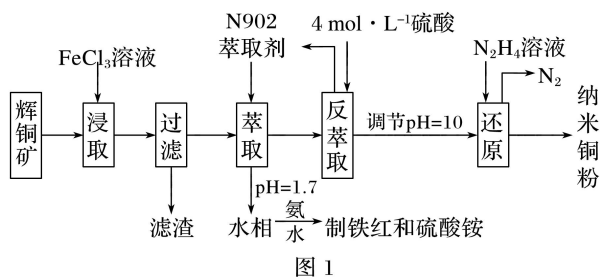 N902
萃取剂
4 mol·L⁻¹硫酸
FeCl₃溶液
N₂H₄溶液
N₂
辉铜矿
浸取
过滤
萃取
反萃取
调节pH=10
还原
纳米铜粉
pH=1.7
滤渣
水相
氨水
制铁红和硫酸铵
图 1